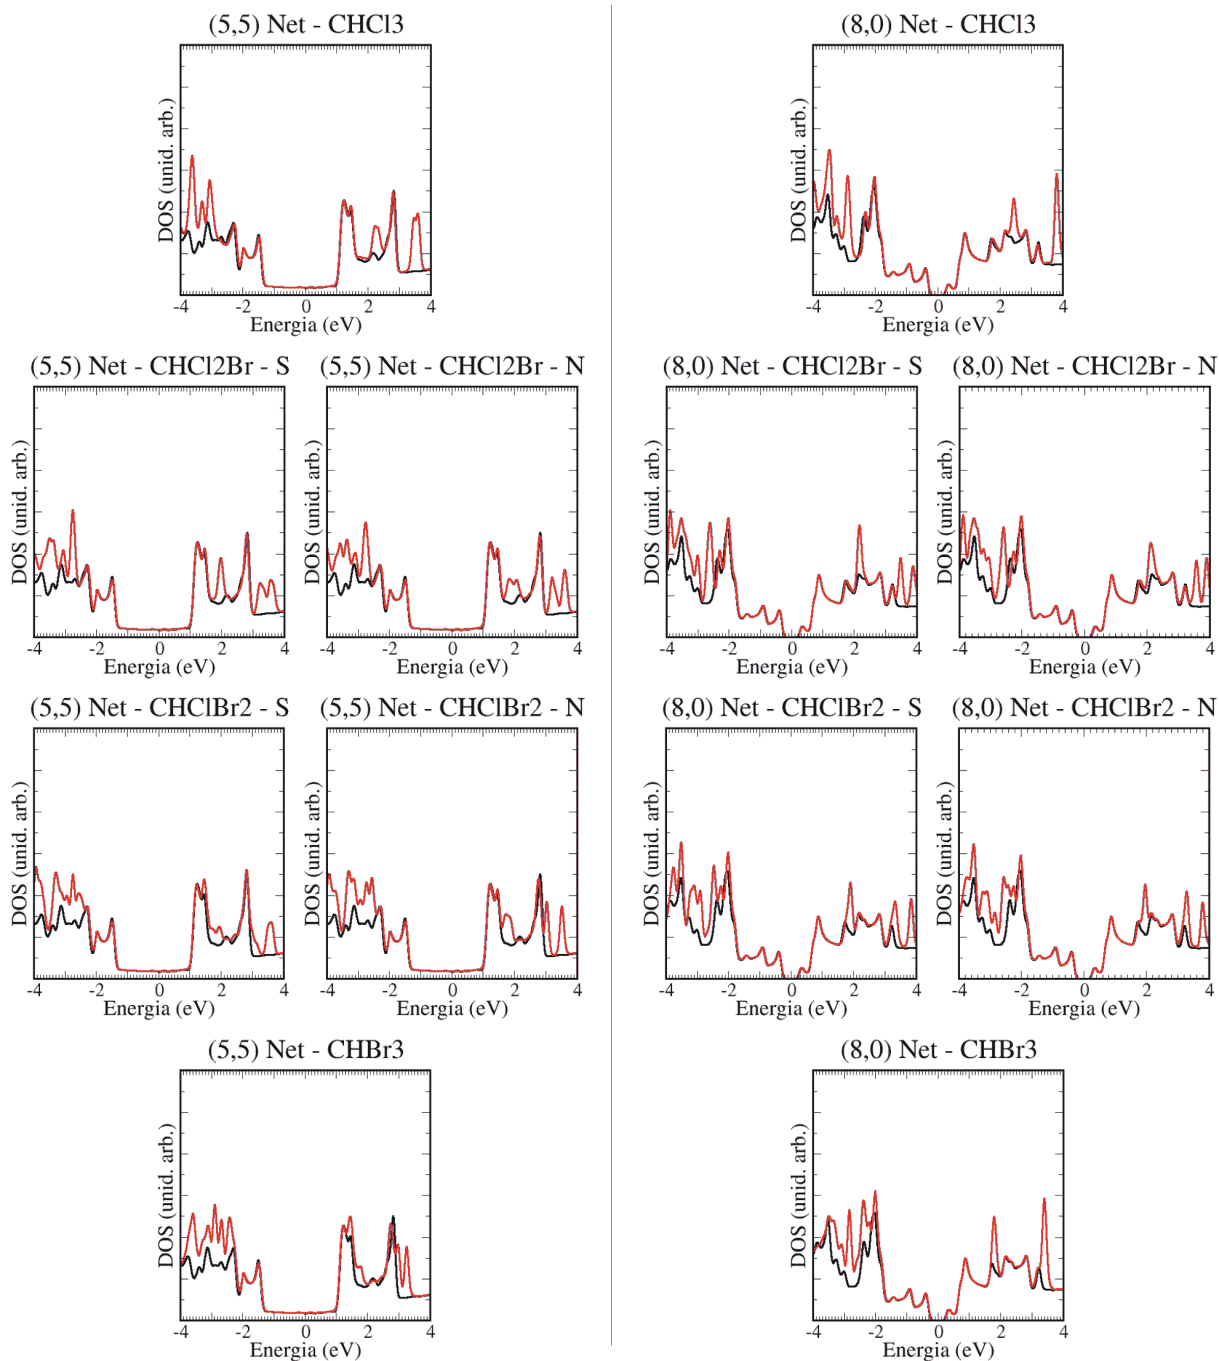 (5,5) Net - CHCl3
(8,0) Net - CHCl3
DOS (unid. arb.)
DOS (unid. arb.)
-4 -2 0 2 4
-4 -2 0 2 4
Energia (eV)
Energia (eV)
(5,5) Net - CHCl2Br - S
(5,5) Net - CHCl2Br - N
(8,0) Net - CHCl2Br - S
(8,0) Net - CHCl2Br - N
DOS (unid. arb.)
DOS (unid. arb.)
DOS (unid. arb.)
DOS (unid. arb.)
-4 -2 0 2 4
-4 -2 0 2 4
-4 -2 0 2 4
-4 -2 0 2 4
Energia (eV)
Energia (eV)
Energia (eV)
Energia (eV)
(5,5) Net - CHClBr2 - S
(5,5) Net - CHClBr2 - N
(8,0) Net - CHClBr2 - S
(8,0) Net - CHClBr2 - N
DOS (unid. arb.)
DOS (unid. arb.)
DOS (unid. arb.)
DOS (unid. arb.)
-4 -2 0 2 4
-4 -2 0 2 4
-4 -2 0 2 4
-4 -2 0 2 4
Energia (eV)
Energia (eV)
Energia (eV)
Energia (eV)
(5,5) Net - CHBr3
(8,0) Net - CHBr3
DOS (unid. arb.)
DOS (unid. arb.)
-4 -2 0 2 4
-4 -2 0 2 4
Energia (eV)
Energia (eV)